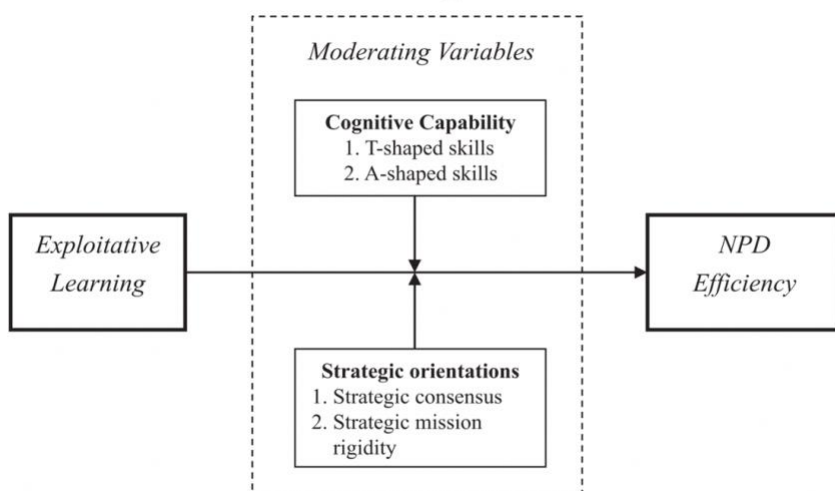 Moderating Variables
Cognitive Capability
1. T-shaped skills
2. A-shaped skills
Exploitative
Learning
NPD
Efficiency
Strategic orientations
1. Strategic consensus
2. Strategic mission
rigidity